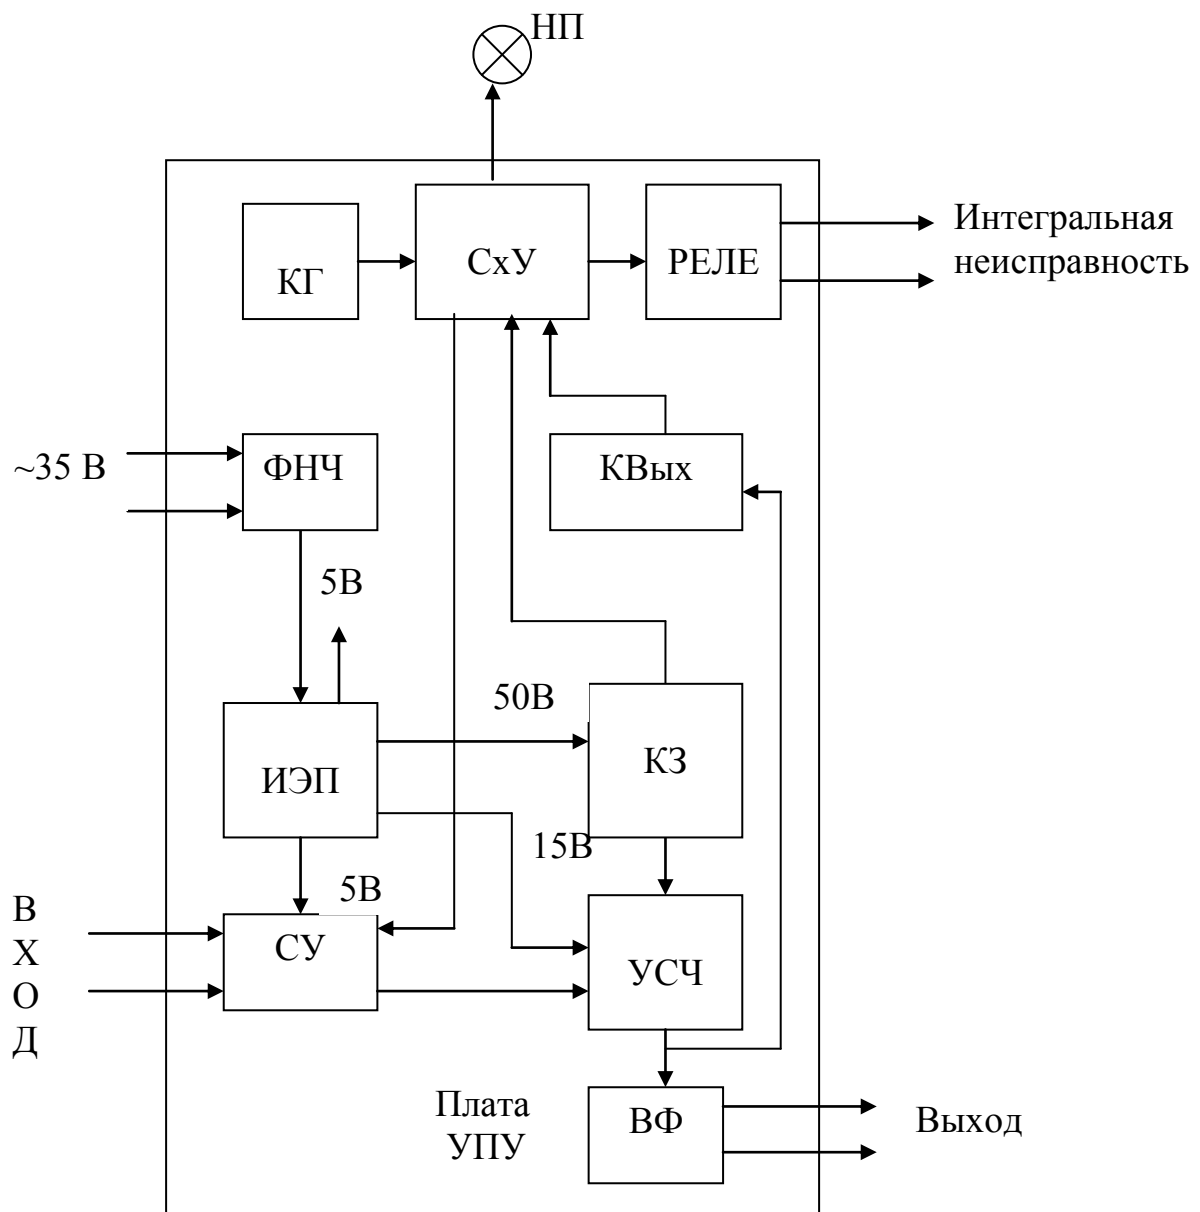 НП
КГ
СхУ
РЕЛЕ
Интегральная
неисправность
~35 В
ФНЧ
КВых
5В
50В
ИЭП
КЗ
15В
5В
В
Х
О
Д
СУ
УСЧ
Плата
УПУ
ВФ
Выход